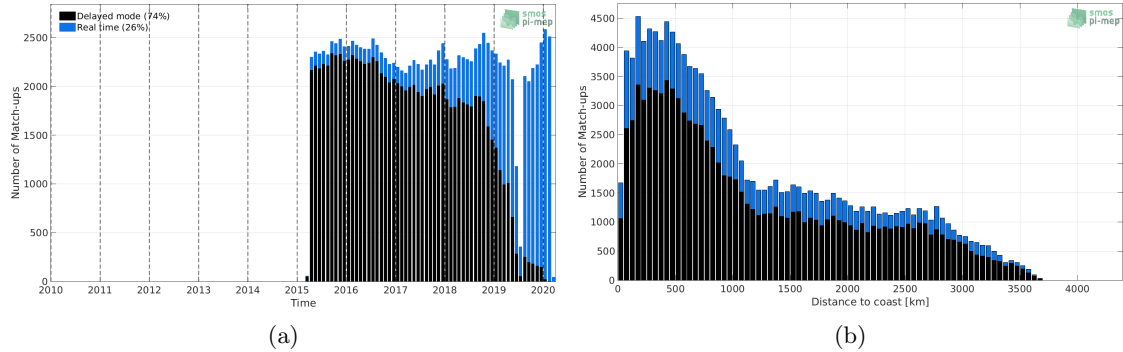 Delayed mode (74%)
Real time (26%)
smos
pi-mep
Number of Match-ups
2500
2000
1500
1000
500
0
2010 2011 2012 2013 2014 2015 2016 2017 2018 2019 2020
Time
(a)
smos
pi-mep
Number of Match-ups
4500
4000
3500
3000
2500
2000
1500
1000
500
0
0 500 1000 1500 2000 2500 3000 3500 4000
Distance to coast [km]
(b)